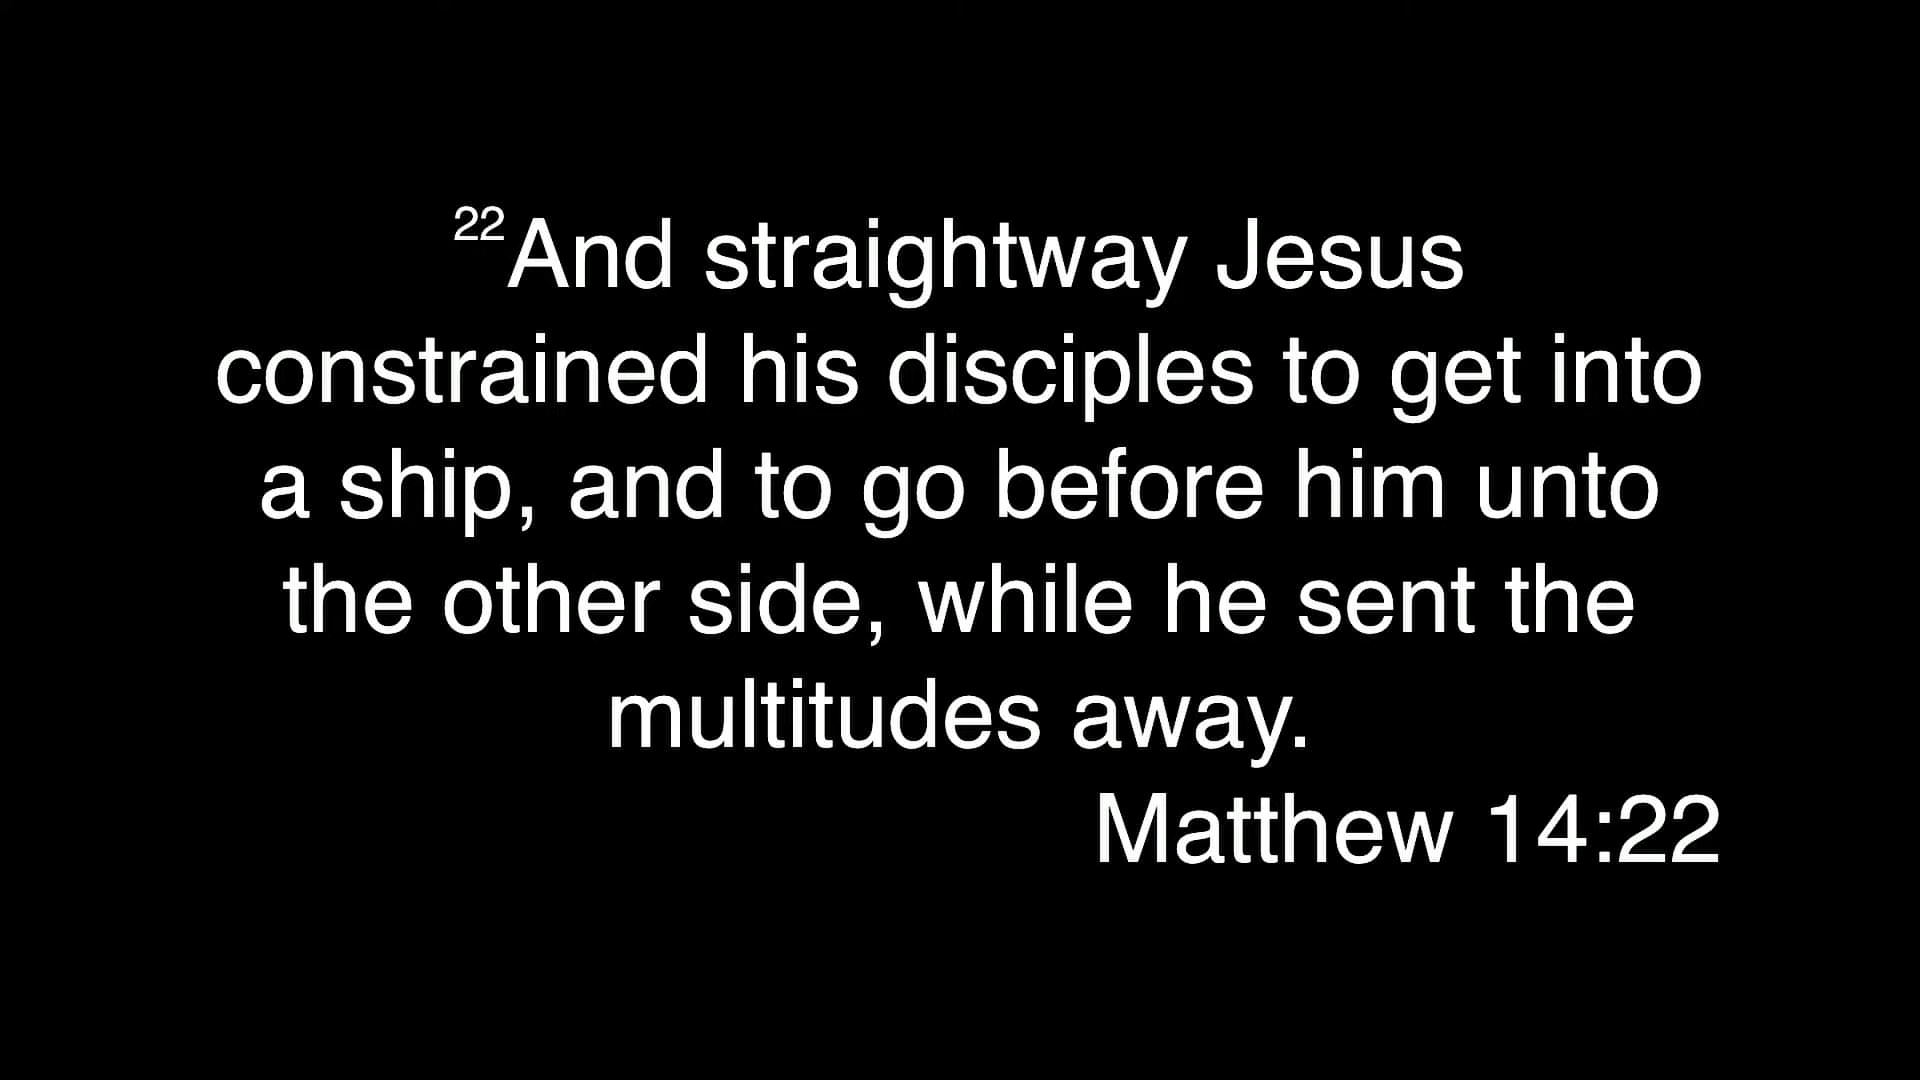 22And straightway Jesus
constrained his disciples to get into
a ship, and to go before him unto
the other side, while he sent the
multitudes away.
Matthew 14:22